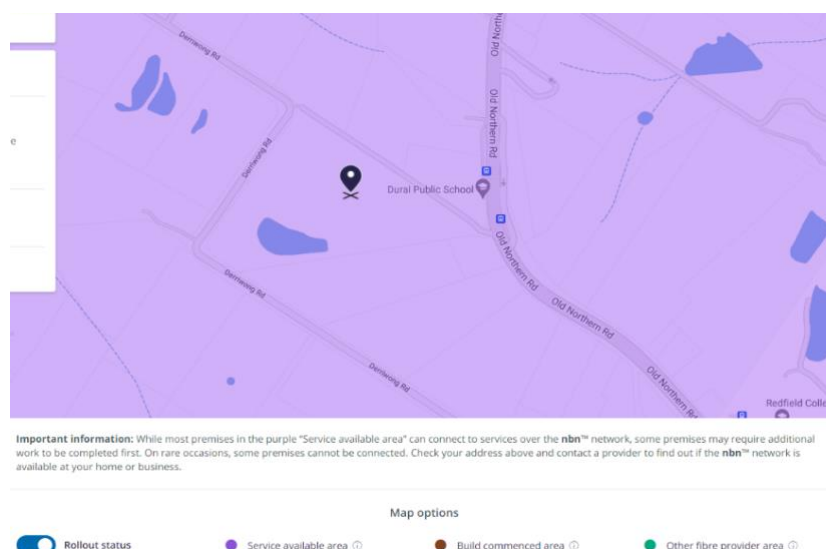 Derriwong Rd
Old Northe
Old Northern Rd
e
Derriwong Rd
Dural Public School
Old Northern Rd
Derriwong Rd
Old Northern Rd
Derriwong Rd
Old Northern Rd
Redfield Colle
Important information: While most premises in the purple “Service available area” can connect to services over the nbn™ network, some premises may require additional
work to be completed first. On rare occasions, some premises cannot be connected. Check your address above and contact a provider to find out if the nbn™ network is
available at your home or business.
Map options
Rollout status
Service available area
Build commenced area
Other fibre provider area